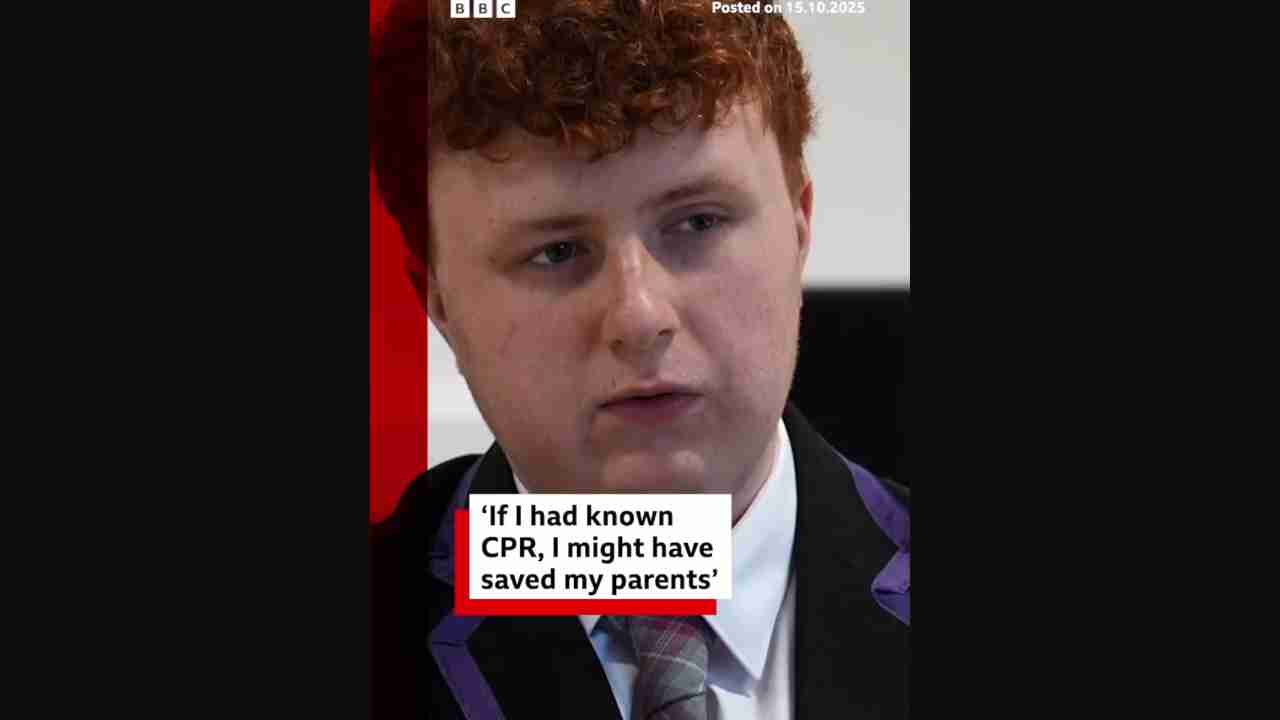 BBC
Posted on 15.10.2025
‘If I had known
CPR, I might have
saved my parents’